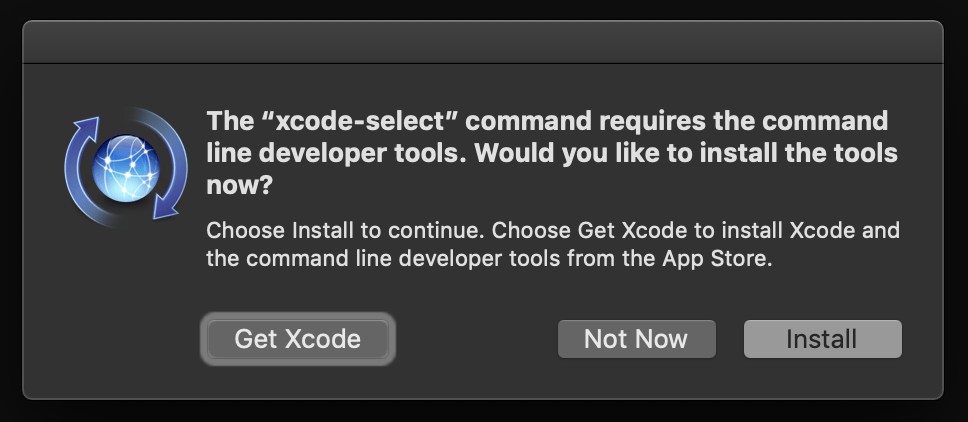 The “xcode-select” command requires the command
line developer tools. Would you like to install the tools
now?
Choose Install to continue. Choose Get Xcode to install Xcode and
the command line developer tools from the App Store.
Get Xcode
Not Now
Install